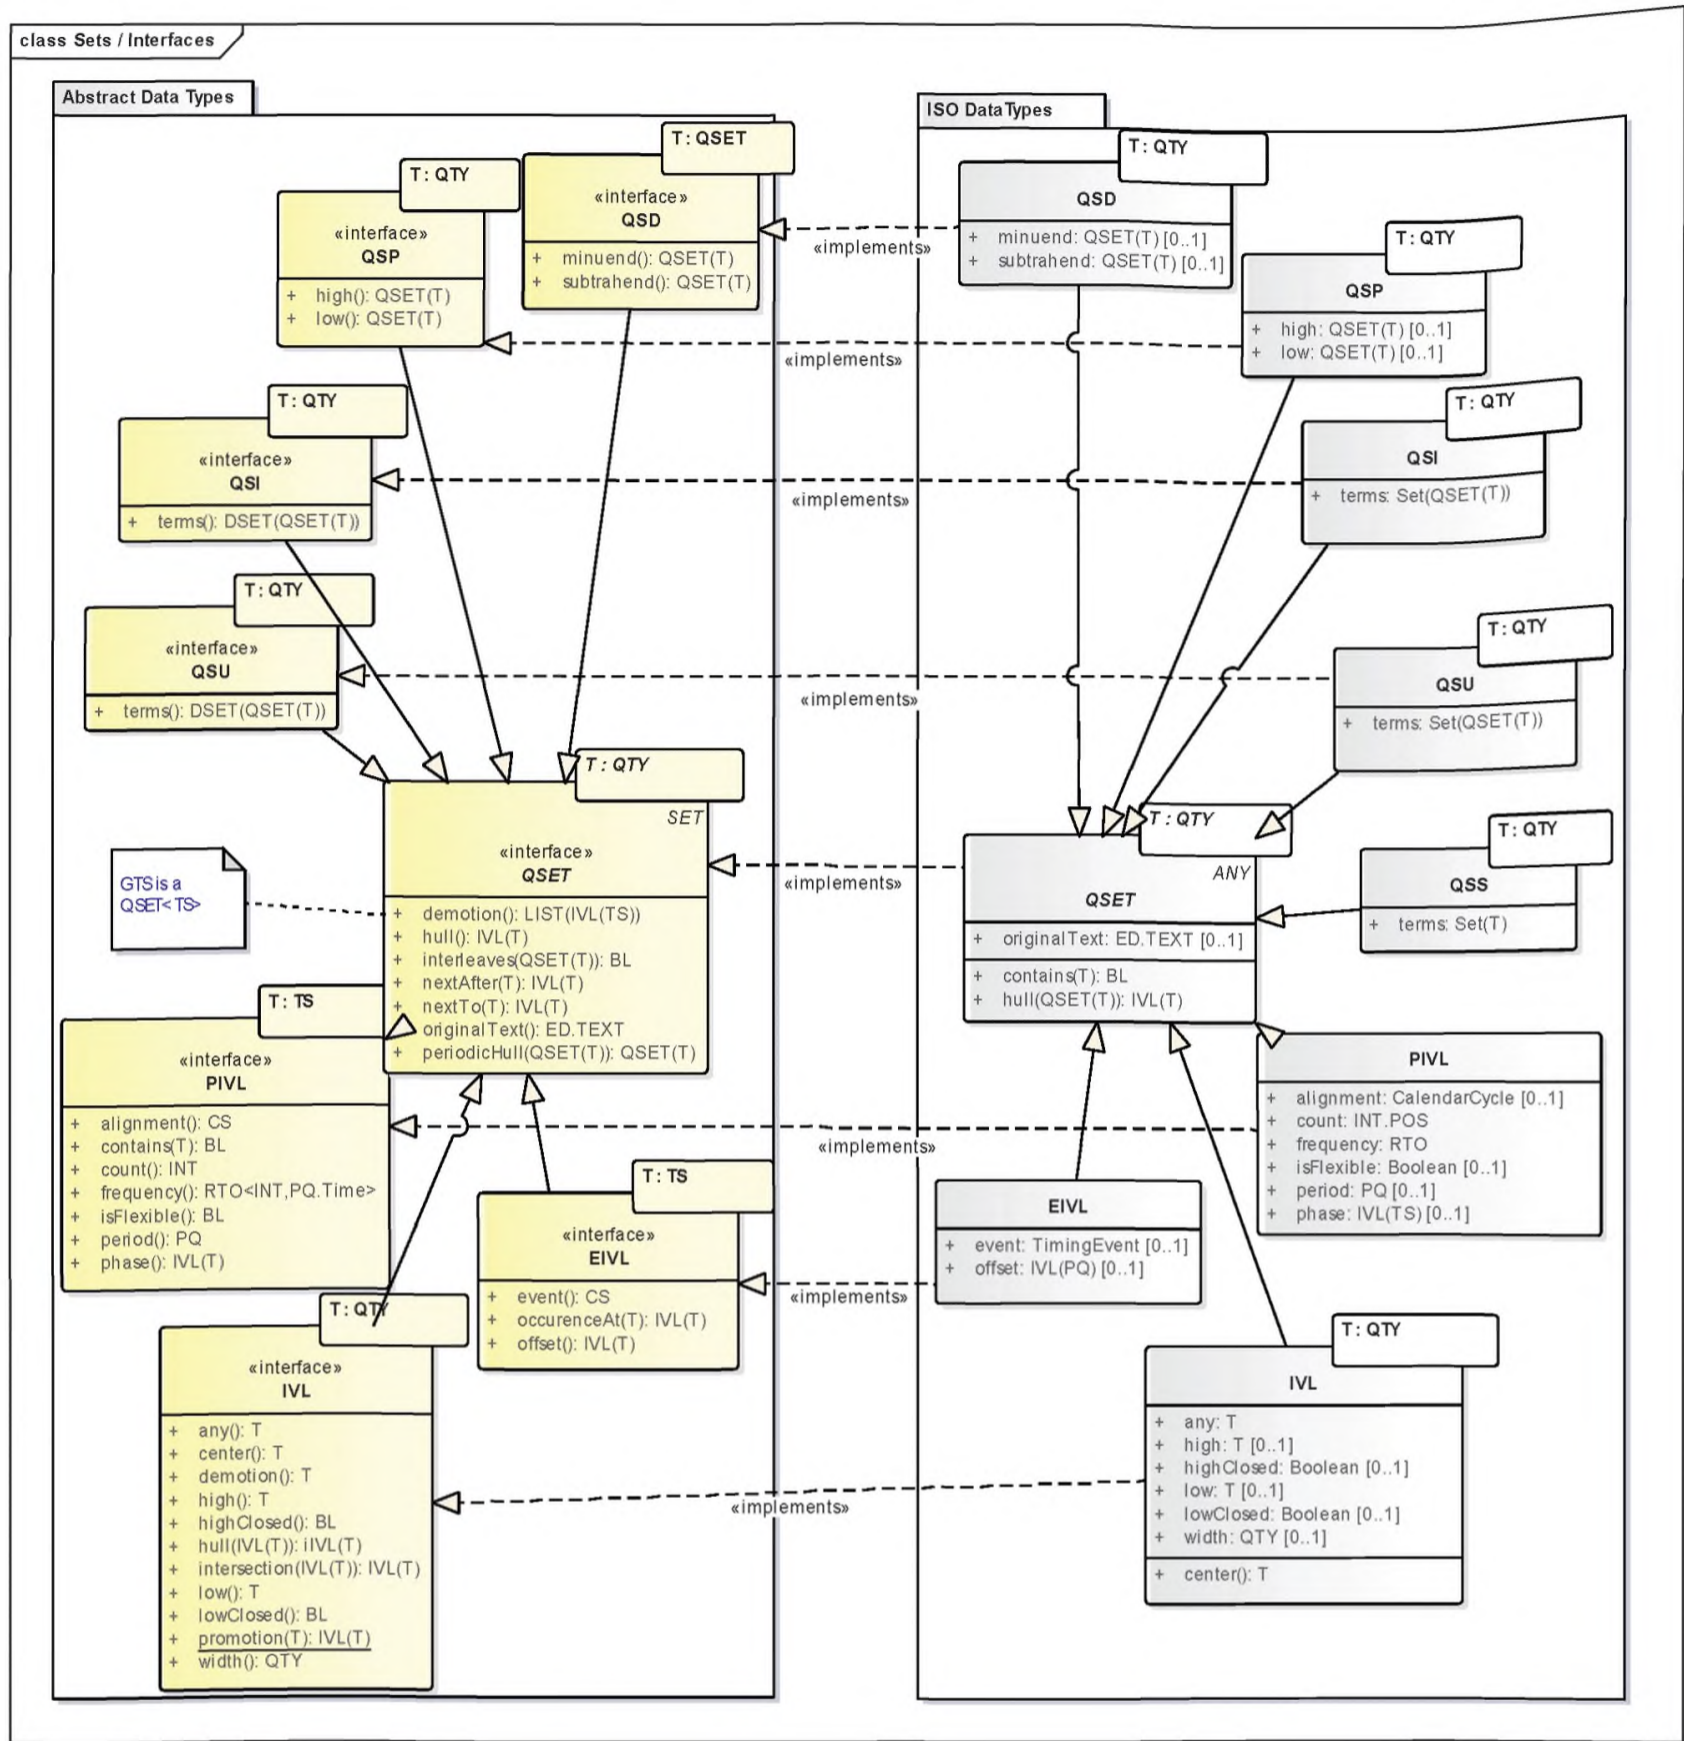 class Sets / Interfaces
Abstract Data Types
T: QSET
«interface»
QSD
+ minuend(): QSET(T)
+ subtrahend(): QSET(T)
T: QTY
«interface»
QSP
+ high(): QSET(T)
+ low(): QSET(T)
T: QTY
«interface»
QSI
+ terms(): DSET(QSET(T))
T: QTY
«interface»
QSU
+ terms(): DSET(QSET(T))
T: QTY
SET
«interface»
QSET
+ demotion(): LIST(IVL(TS))
+ hull(): IVL(T)
+ interleaves(QSET(T)): BL
+ nextAfter(T): IVL(T)
+ nextTo(T): IVL(T)
originalText(): ED.TEXT
+ periodicHull(QSET(T)): QSET(T)
GTS is a
QSET<TS>
T: TS
«interface»
PIVL
+ alignment(): CS
+ contains(T): BL
+ count(): INT
+ frequency(): RTO<INT,PQ.Time>
+ isFlexible(): BL
+ period(): PQ
+ phase(): IVL(T)
T: TS
«interface»
EIVL
+ event(): CS
+ occurenceAt(T): IVL(T)
+ offset(): IVL(T)
T: QTY
«interface»
IVL
+ any(): T
+ center(): T
+ demotion(): T
+ high(): T
+ highClosed(): BL
+ hull(IVL(T)): iIVL(T)
+ intersection(IVL(T)): IVL(T)
+ low(): T
+ lowClosed(): BL
+ promotion(T): IVL(T)
+ width(): QTY
«implements»
«implements»
«implements»
«implements»
«implements»
«implements»
«implements»
«implements»
ISO DataTypes
T: QTY
QSD
+ minuend: QSET(T) [0..1]
+ subtrahend: QSET(T) [0..1]
T: QTY
QSP
+ high: QSET(T) [0..1]
+ low: QSET(T) [0..1]
T: QTY
QSI
+ terms: Set(QSET(T))
T: QTY
QSU
+ terms: Set(QSET(T))
T: QTY
QSS
+ terms: Set(T)
T: QTY
ANY
QSET
+ originalText: ED.TEXT [0..1]
+ contains(T): BL
+ hull(QSET(T)): IVL(T)
PIVL
+ alignment: CalendarCycle [0..1]
+ count: INT.POS
+ frequency: RTO
+ isFlexible: Boolean [0..1]
+ period: PQ [0..1]
+ phase: IVL(TS) [0..1]
EIVL
+ event: TimingEvent [0..1]
+ offset: IVL(PQ) [0..1]
T: QTY
IVL
+ any: T
+ high: T [0..1]
+ highClosed: Boolean [0..1]
+ low: T [0..1]
+ lowClosed: Boolean [0..1]
+ width: QTY [0..1]
+ center(): T